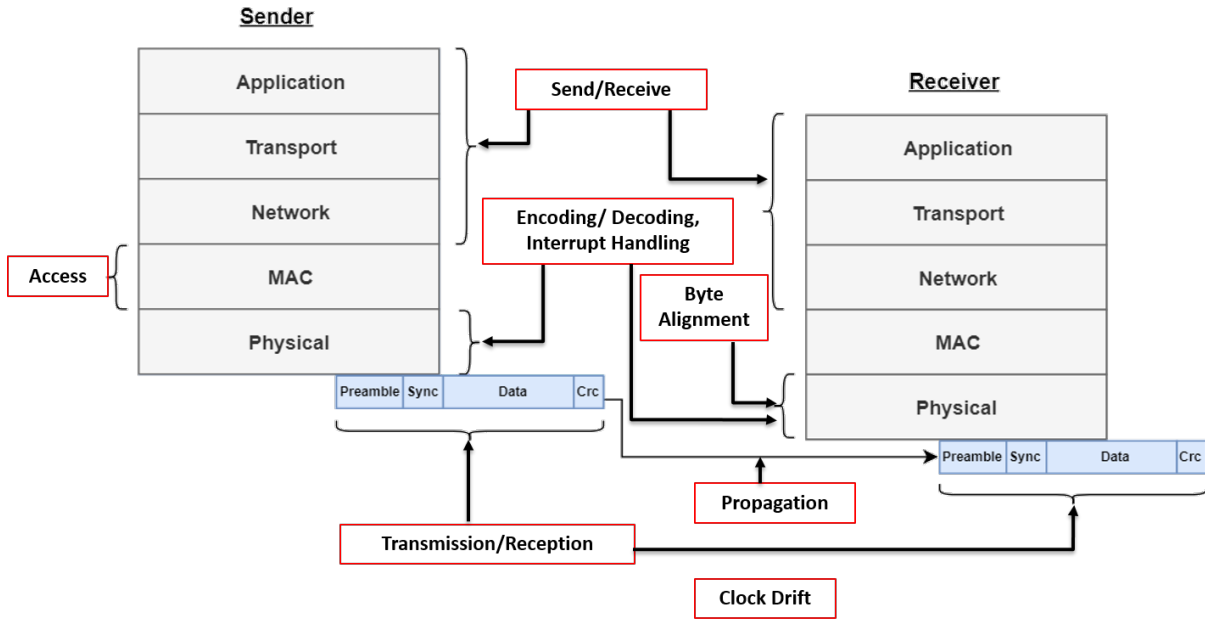 Sender
Application
Transport
Network
MAC
Physical
Preamble Sync Data Crc
Access
Send/Receive
Encoding/ Decoding,
Interrupt Handling
Byte
Alignment
Receiver
Application
Transport
Network
MAC
Physical
Preamble Sync Data Crc
Propagation
Transmission/Reception
Clock Drift